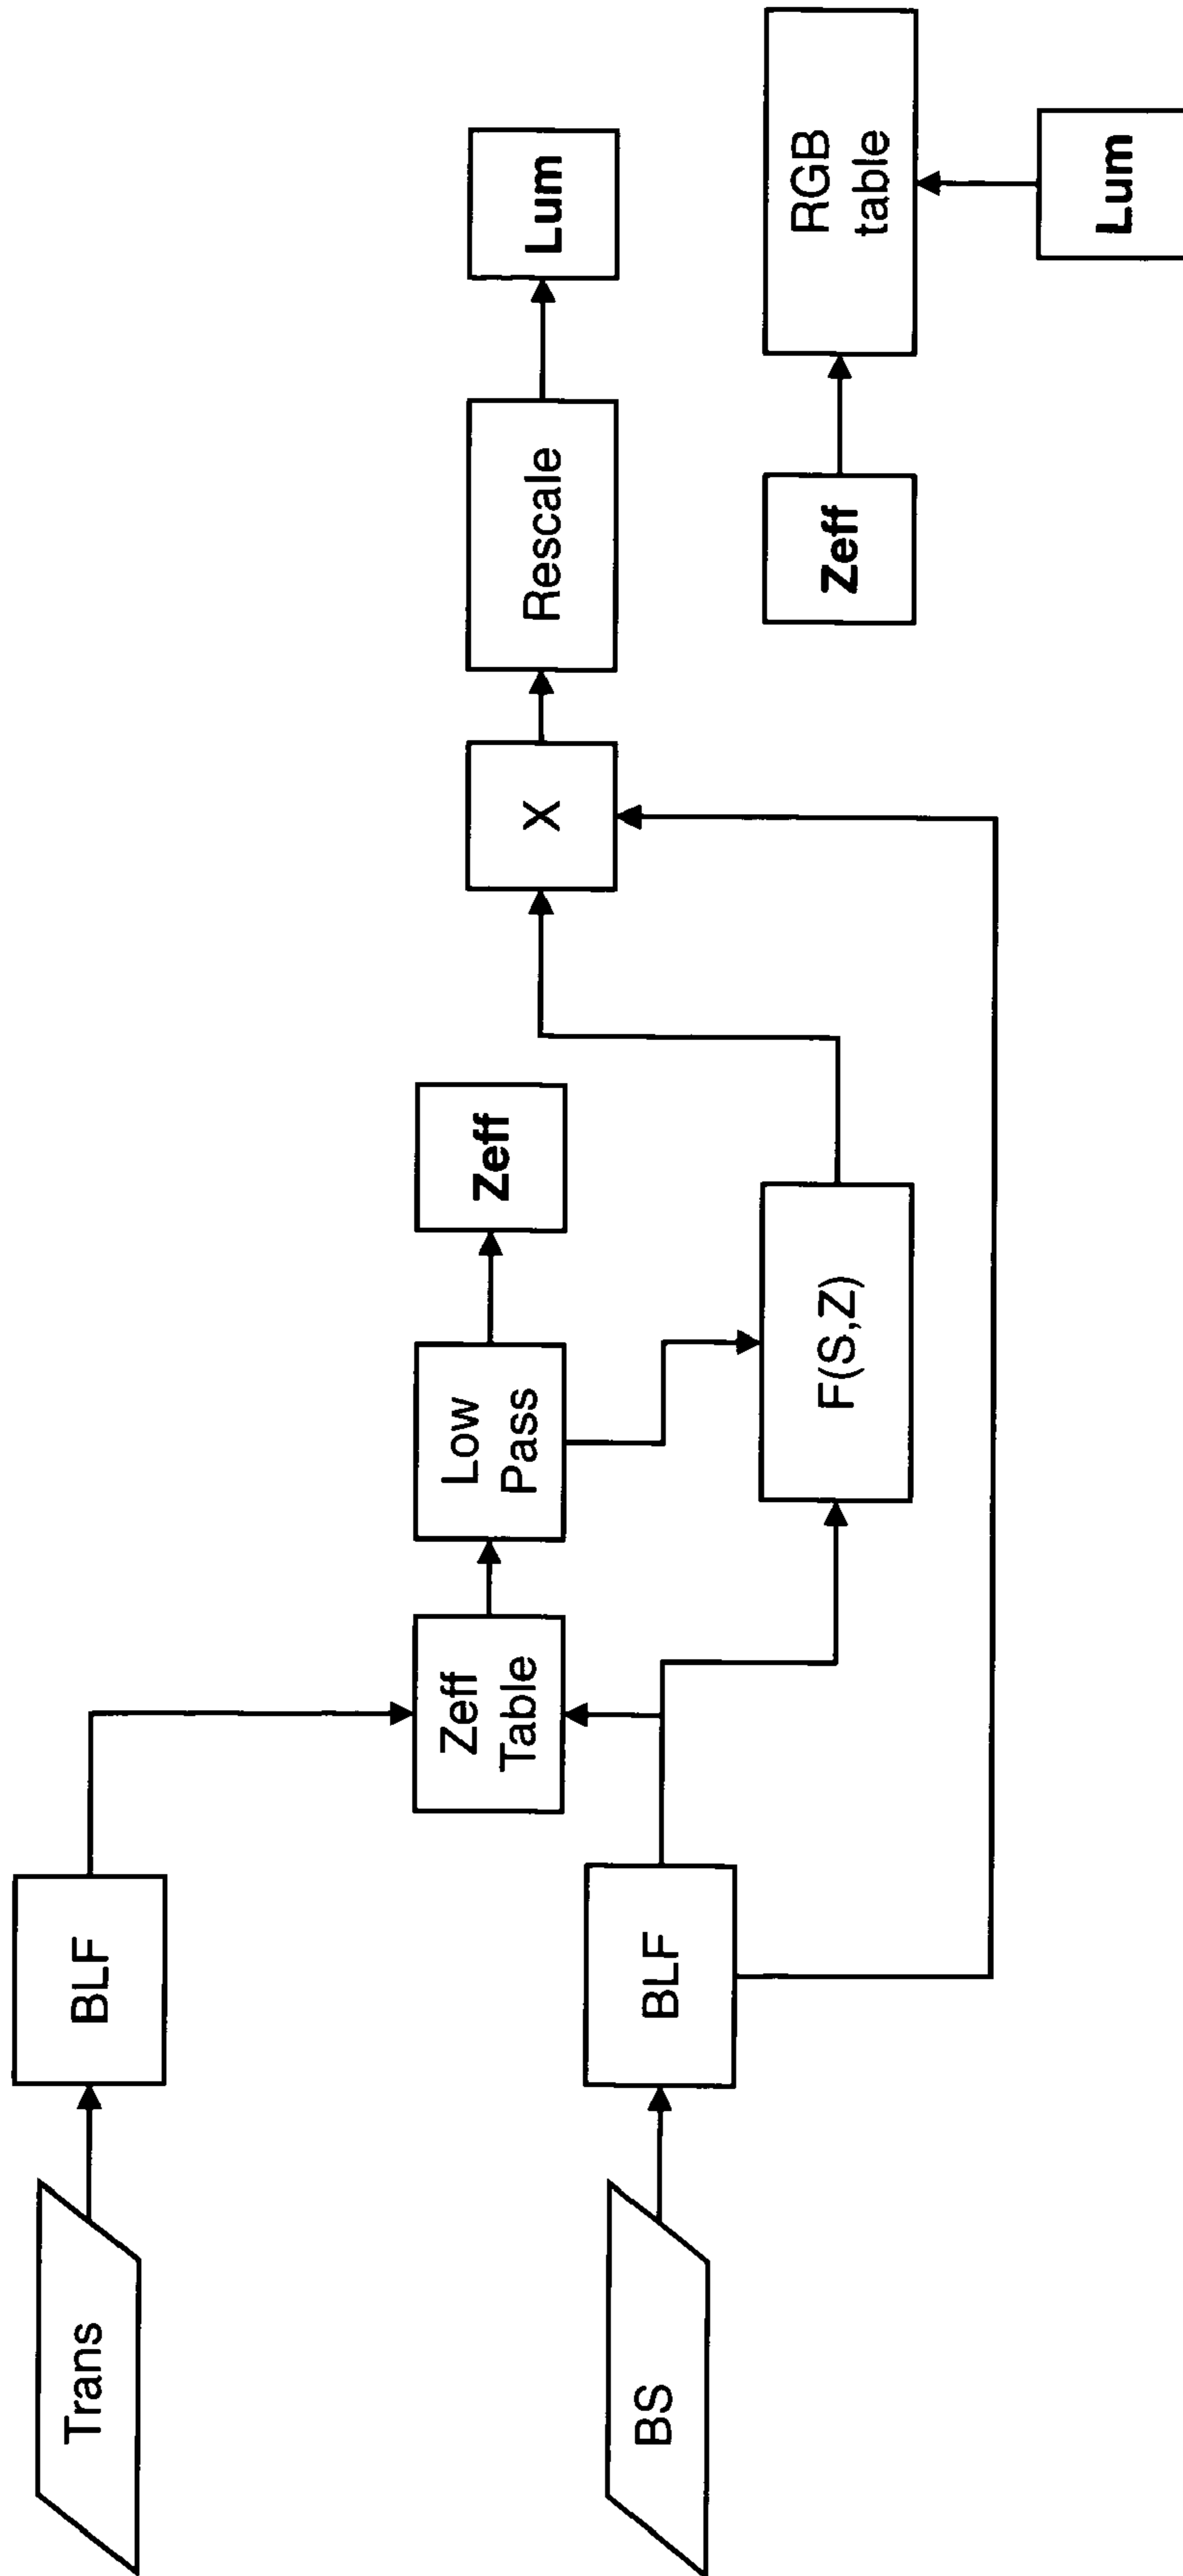 Trans
BLF
BS
BLF
Zeff
Table
Low
Pass
Zeff
F(S,Z)
X
Rescale
Lum
Zeff
RGB
table
Lum